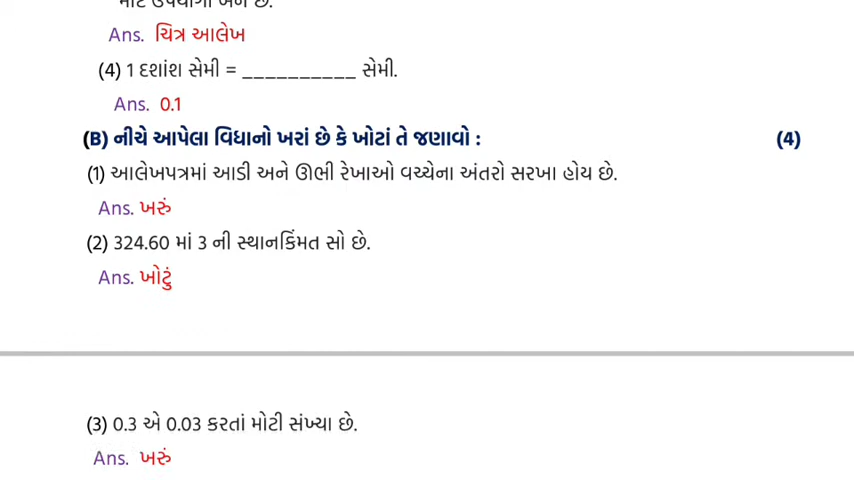 માટે ઉપયોગી બને છે.
Ans. ચિત્ર આલેખ
(4) 1 દશાંશ સેમી = __________ સેમી.
Ans. 0.1
(B) નીચે આપેલા વિધાનો ખરાં છે કે ખોટાં તે જણાવો : (4)
(1) આલેખપત્રમાં આડી અને ઊભી રેખાઓ વચ્ચેના અંતરો સરખા હોય છે.
Ans. ખરું
(2) 324.60 માં 3 ની સ્થાનકિંમત સો છે.
Ans. ખોટું
(3) 0.3 એ 0.03 કરતાં મોટી સંખ્યા છે.
Ans. ખરું